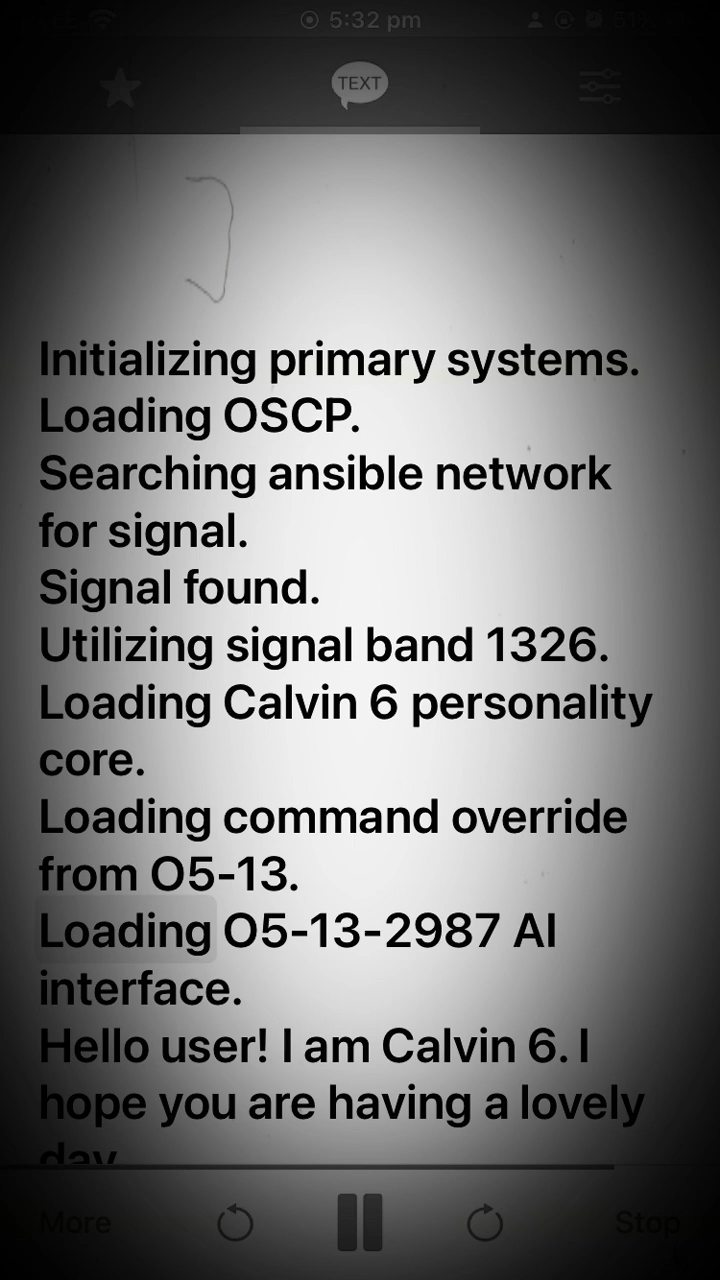 5:32 pm
TEXT
Initializing primary systems.
Loading OSCP.
Searching ansible network
for signal.
Signal found.
Utilizing signal band 1326.
Loading Calvin 6 personality
core.
Loading command override
from O5-13.
Loading O5-13-2987 AI
interface.
Hello user! I am Calvin 6. I
hope you are having a lovely
day.
More
Stop